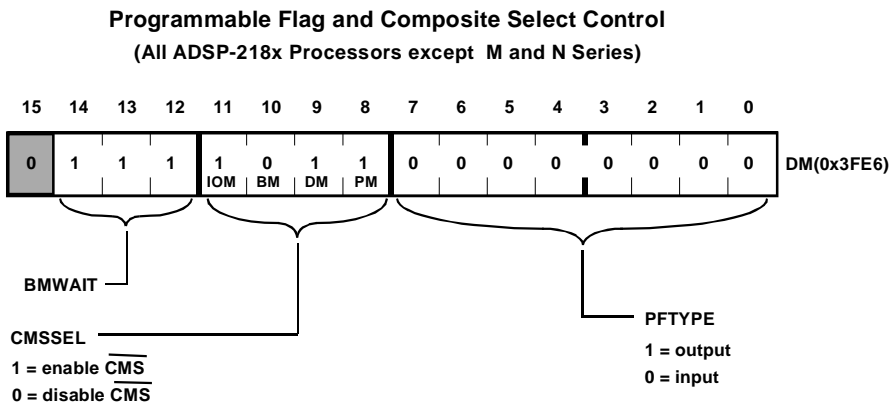 Programmable Flag and Composite Select Control
(All ADSP-218x Processors except M and N Series)
15 14 13 12 11 10 9 8 7 6 5 4 3 2 1 0
0 1 1 1 1 0 1 1 0 0 0 0 0 0 0 0 DM(0x3FE6)
IOM BM DM PM
BMWAIT
CMSSEL
1 = enable CMS
0 = disable CMS
PFTYPE
1 = output
0 = input